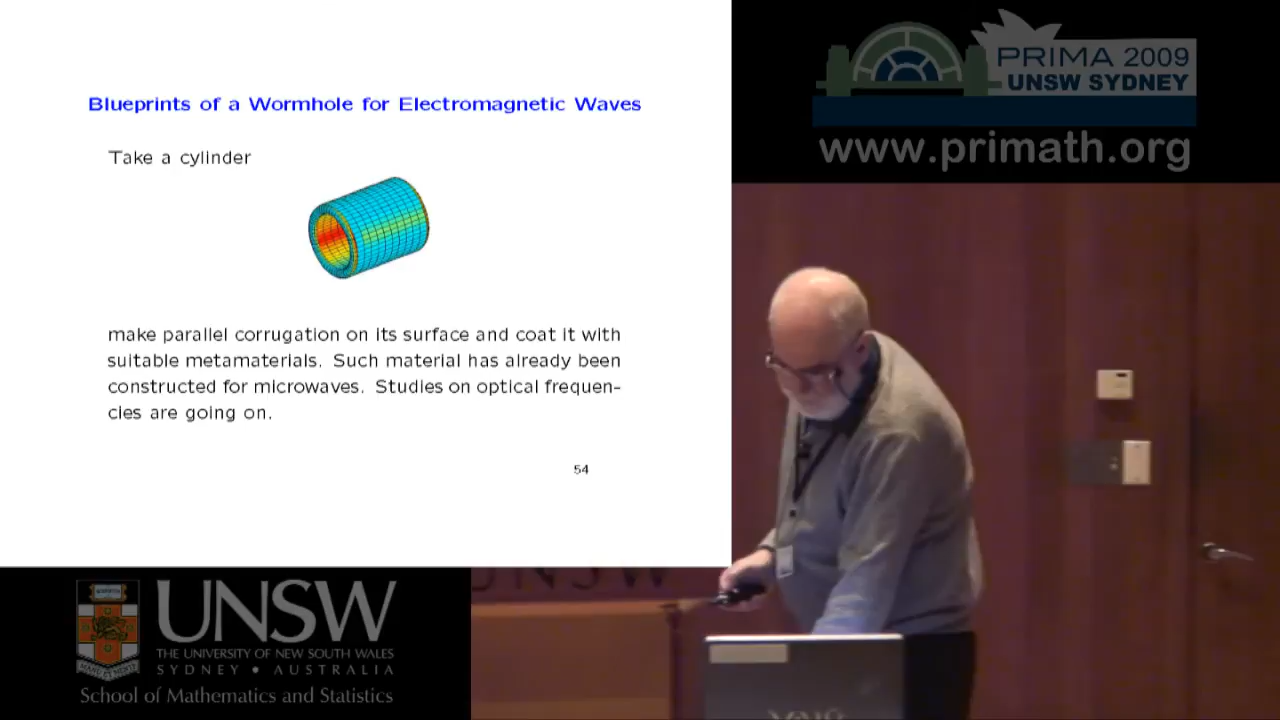 Blueprints of a Wormhole for Electromagnetic Waves
Take a cylinder
make parallel corrugation on its surface and coat it with
suitable metamaterials. Such material has already been
constructed for microwaves. Studies on optical frequen-
cies are going on.
54
PRIMA 2009
UNSW SYDNEY
www.primath.org
UNSW
UNSW
THE UNIVERSITY OF NEW SOUTH WALES
SYDNEY • AUSTRALIA
School of Mathematics and Statistics
VAIO